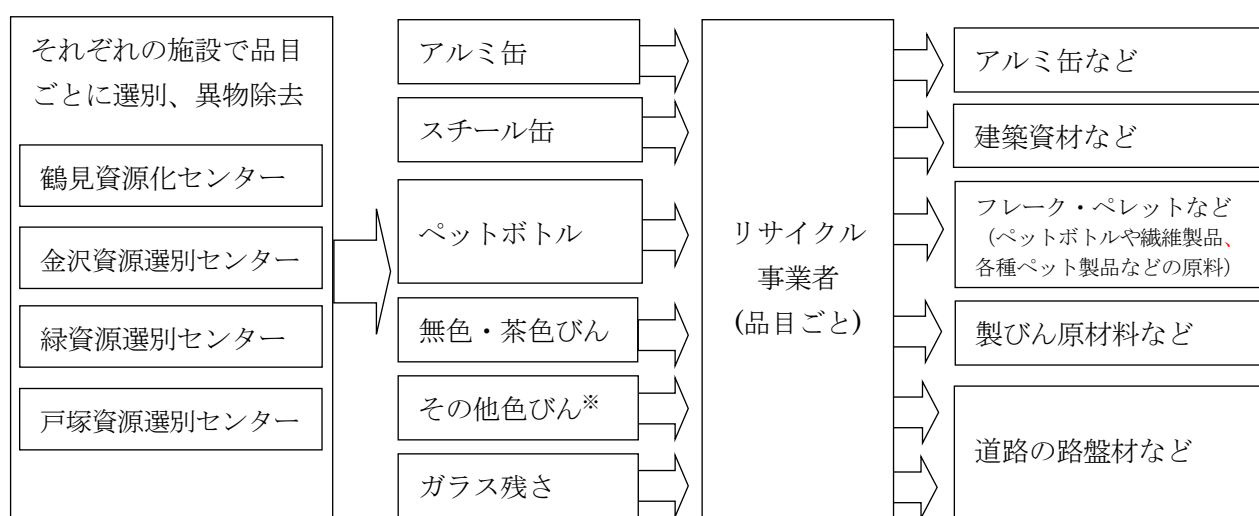 それぞれの施設で品目
ごとに選別、異物除去
鶴見資源化センター
金沢資源選別センター
緑資源選別センター
戸塚資源選別センター
アルミ缶
スチール缶
ペットボトル
無色・茶色びん
その他色びん※
ガラス残さ
リサイクル
事業者
(品目ごと)
アルミ缶など
建築資材など
フレーク・ペレットなど
（ペットボトルや繊維製品、
各種ペット製品などの原料）
製びん原材料など
道路の路盤材など